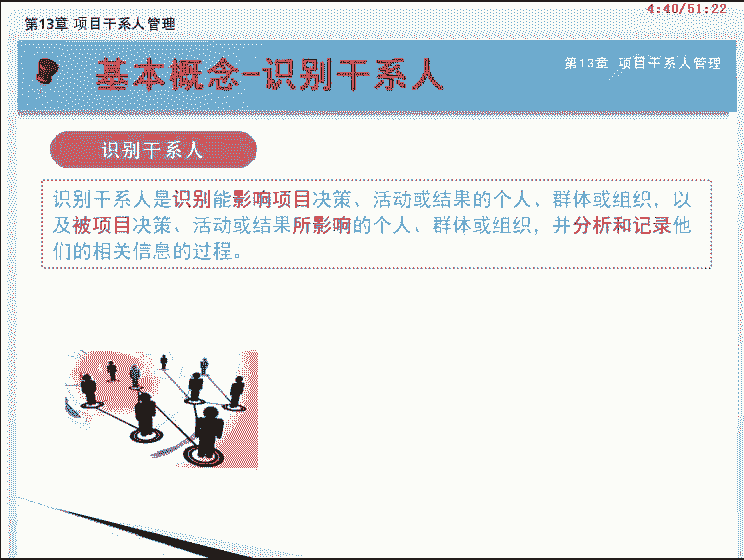 4:40/51:22
第13章 项目干系人管理
基本概念-识别干系人
第13章 项目干系人管理
识别干系人
识别干系人是识别能影响项目决策、活动或结果的个人、群体或组织，以
及被项目决策、活动或结果所影响的个人、群体或组织，并分析和记录他
们的相关信息的过程。